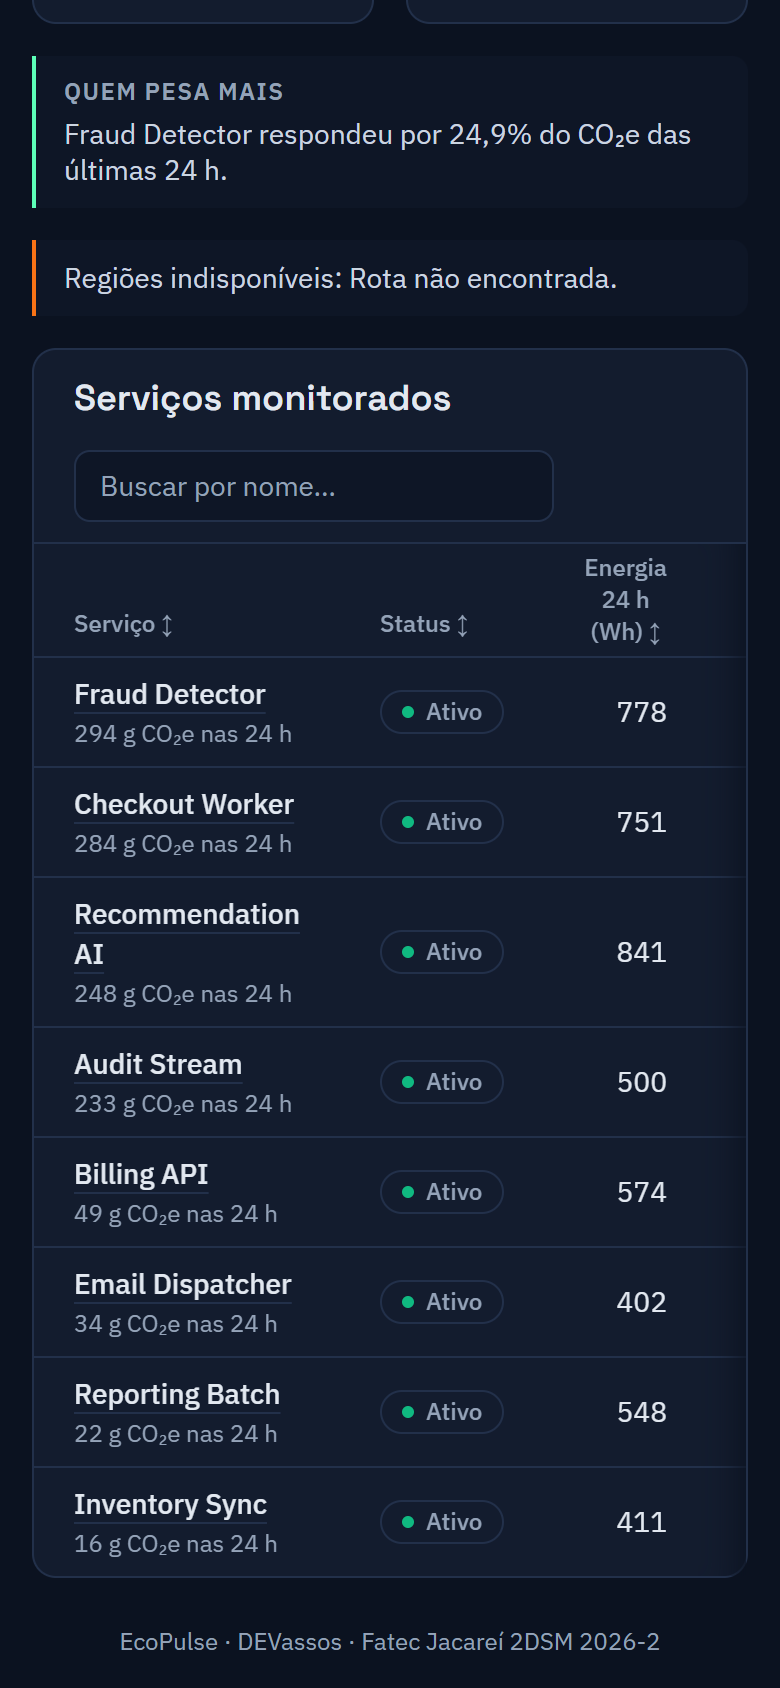 QUEM PESA MAIS
Fraud Detector respondeu por 24,9% do CO₂e das
últimas 24 h.
Regiões indisponíveis: Rota não encontrada.
Serviços monitorados
Buscar por nome...
Serviço ↕ Status ↕ Energia
24 h
(Wh) ↕
Fraud Detector
294 g CO₂e nas 24 h
Ativo
778
Checkout Worker
284 g CO₂e nas 24 h
Ativo
751
Recommendation
AI
248 g CO₂e nas 24 h
Ativo
841
Audit Stream
233 g CO₂e nas 24 h
Ativo
500
Billing API
49 g CO₂e nas 24 h
Ativo
574
Email Dispatcher
34 g CO₂e nas 24 h
Ativo
402
Reporting Batch
22 g CO₂e nas 24 h
Ativo
548
Inventory Sync
16 g CO₂e nas 24 h
Ativo
411
EcoPulse · DEVassos · Fatec Jacareí 2DSM 2026-2